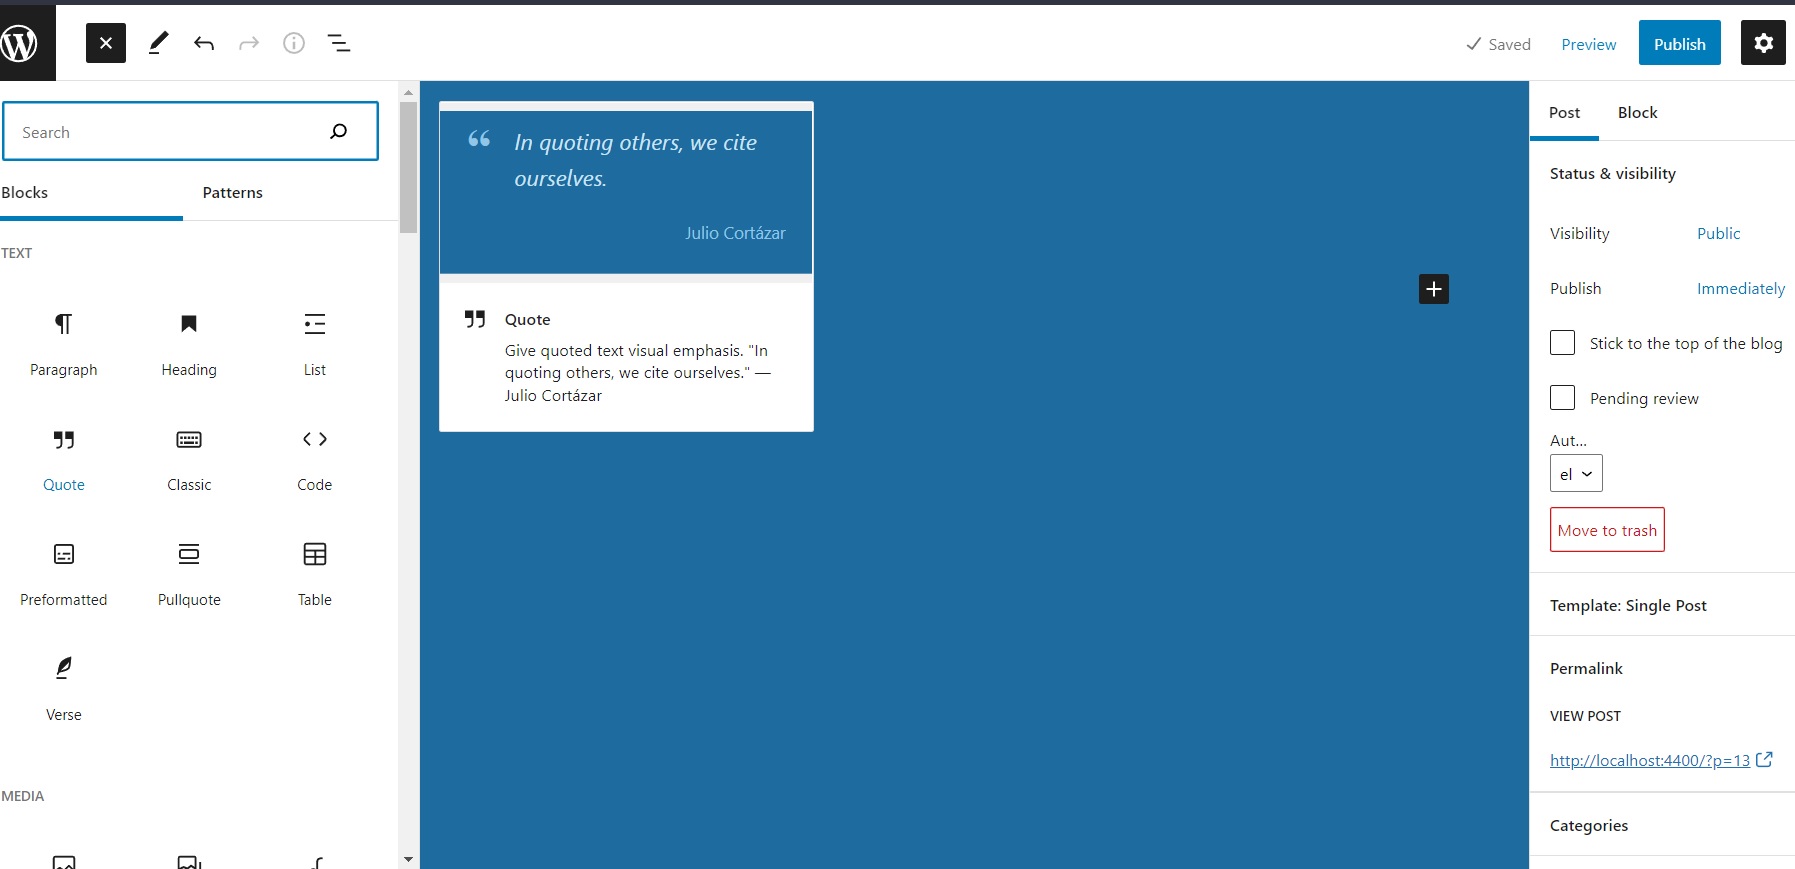 Saved
Preview
Publish
Search
Blocks
Patterns
TEXT
Paragraph
Heading
List
Quote
Classic
Code
Preformatted
Pullquote
Table
Verse
MEDIA
“ In quoting others, we cite
ourselves.
Julio Cortázar
Quote
Give quoted text visual emphasis. "In
quoting others, we cite ourselves." —
Julio Cortázar
Post
Block
Status & visibility
Visibility
Public
Publish
Immediately
Stick to the top of the blog
Pending review
Aut...
el
Move to trash
Template: Single Post
Permalink
VIEW POST
http://localhost:4400/?p=13
Categories